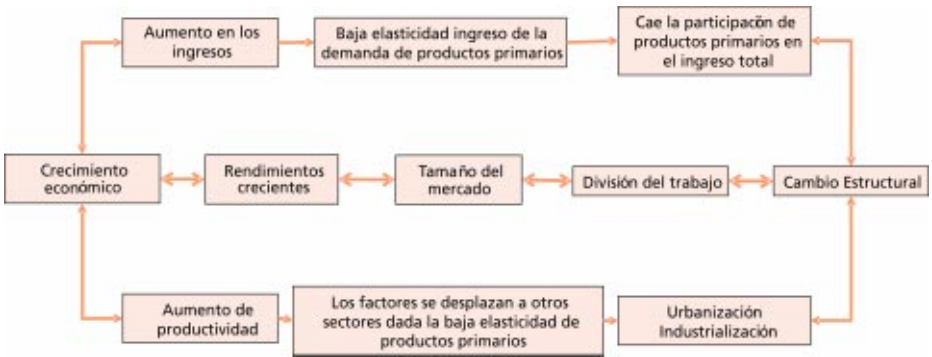 Aumento en los
ingresos
Baja elasticidad ingreso de la
demanda de productos primarios
Cae la participacõn de
productos primarios en
el ingreso total
Crecimiento
económico
Rendimientos
crecientes
Tamaño del
mercado
División del trabajo
Cambio Estructural
Aumento de
productividad
Los factores se desplazan a otros
sectores dada la baja elasticidad de
productos primarios
Urbanización
Industrialización